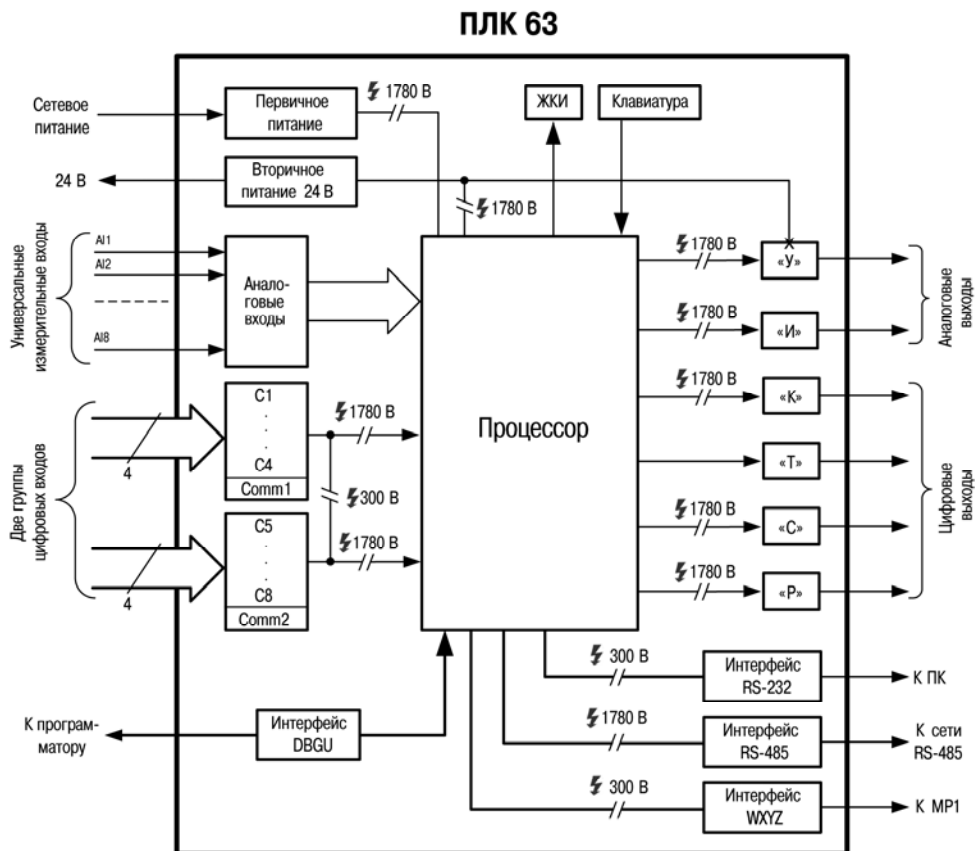 ПЛК 63
Сетевое
питание
Первичное
питание
1780 В
ЖКИ
Клавиатура
24 В
Вторичное
питание 24 В
1780 В
Универсальные
измерительные входы
AI1
AI2
AI8
Анало-
говые
входы
Процессор
1780 В
«У»
1780 В
«И»
Аналоговые
выходы
1780 В
«К»
«Т»
1780 В
«С»
1780 В
«Р»
Цифровые
выходы
Две группы
цифровых входов
4
C1
C4
Comm1
1780 В
300 В
4
C5
C8
Comm2
1780 В
К програм-
матору
Интерфейс
DBGU
300 В
Интерфейс
RS-232
К ПК
1780 В
Интерфейс
RS-485
К сети
RS-485
300 В
Интерфейс
WXYZ
К МР1